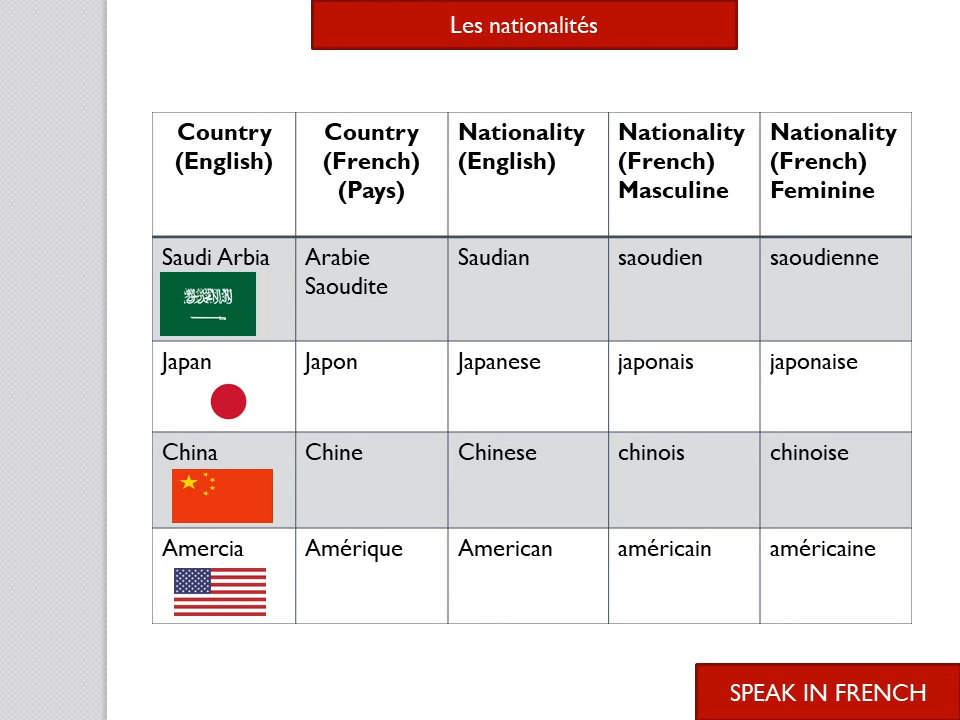 Les nationalités
Country
(English)
Country
(French)
(Pays)
Nationality
(English)
Nationality
(French)
Masculine
Nationality
(French)
Feminine
Saudi Arbia
Arabie
Saoudite
Saudian
saoudien
saoudienne
Japan
Japon
Japanese
japonais
japonaise
China
Chine
Chinese
chinois
chinoise
Amercia
Amérique
American
américain
américaine
SPEAK IN FRENCH